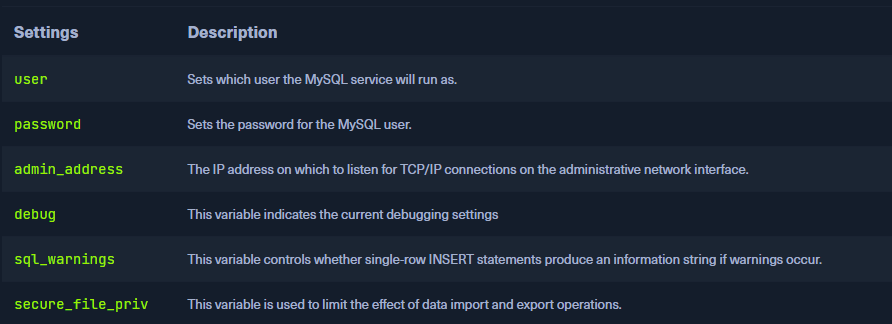 Settings Description
user Sets which user the MySQL service will run as.
password Sets the password for the MySQL user.
admin_address The IP address on which to listen for TCP/IP connections on the administrative network interface.
debug This variable indicates the current debugging settings
sql_warnings This variable controls whether single-row INSERT statements produce an information string if warnings occur.
secure_file_priv This variable is used to limit the effect of data import and export operations.